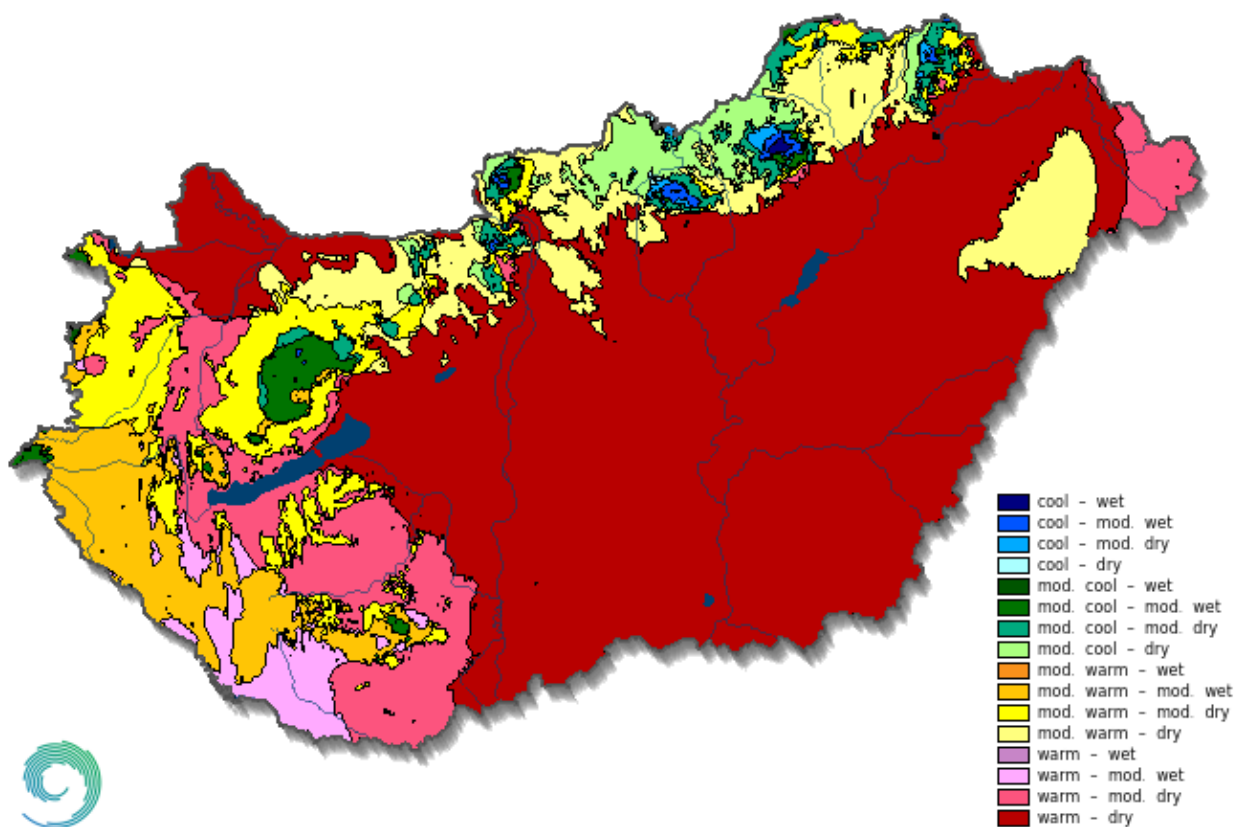 cool - wet
cool - mod. wet
cool - mod. dry
cool - dry
mod. cool - wet
mod. cool - mod. wet
mod. cool - mod. dry
mod. cool - dry
mod. warm - wet
mod. warm - mod. wet
mod. warm - mod. dry
mod. warm - dry
warm - wet
warm - mod. wet
warm - mod. dry
warm - dry